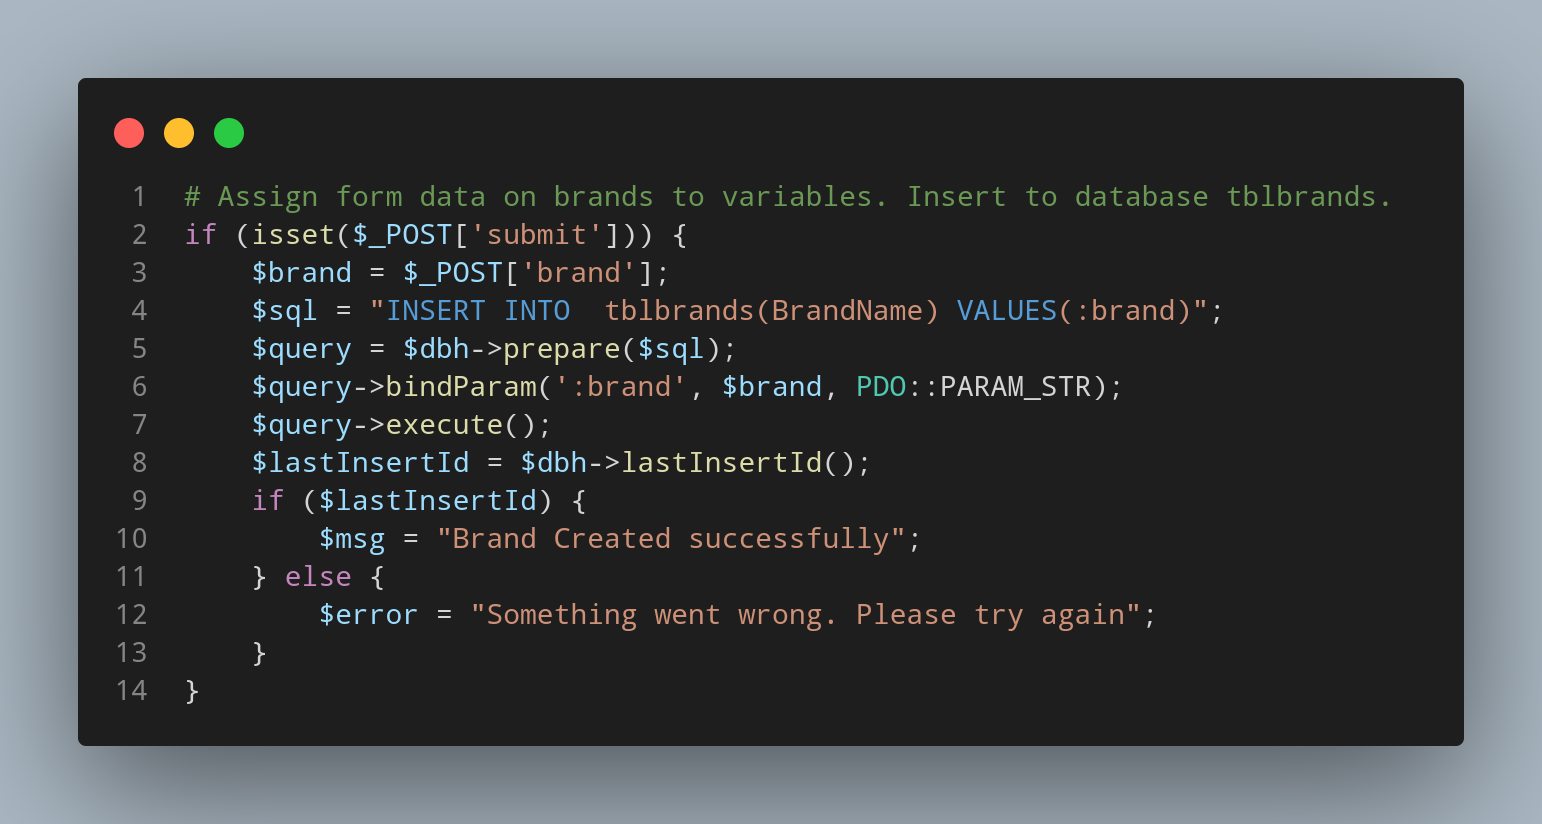 1 # Assign form data on brands to variables. Insert to database tblbrands.
2 if (isset($_POST['submit'])) {
3     $brand = $_POST['brand'];
4     $sql = "INSERT INTO  tblbrands(BrandName) VALUES(:brand)";
5     $query = $dbh->prepare($sql);
6     $query->bindParam(':brand', $brand, PDO::PARAM_STR);
7     $query->execute();
8     $lastInsertId = $dbh->lastInsertId();
9     if ($lastInsertId) {
10         $msg = "Brand Created successfully";
11     } else {
12         $error = "Something went wrong. Please try again";
13     }
14 }